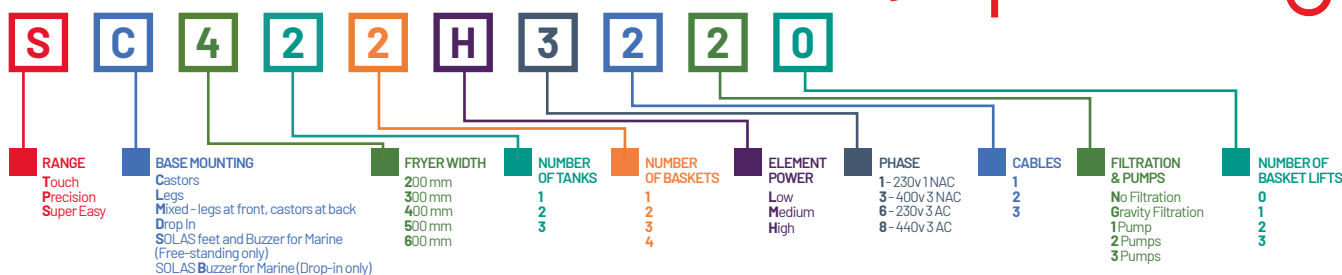 S C 4 2 2 H 3 2 2 0
RANGE
Touch
Precision
Super Easy
BASE MOUNTING
Castors
Legs
Mixed - legs at front, castors at back
Drop In
SOLAS feet and Buzzer for Marine
(Free-standing only)
SOLAS Buzzer for Marine (Drop-in only)
FRYER WIDTH
200 mm
300 mm
400 mm
500 mm
600 mm
NUMBER
OF TANKS
1
2
3
NUMBER
OF BASKETS
1
2
3
4
ELEMENT
POWER
Low
Medium
High
PHASE
1 - 230v 1 NAC
3 - 400v 3 NAC
6 - 230v 3 AC
8 - 440v 3 AC
CABLES
1
2
3
FILTRATION
& PUMPS
No Filtration
Gravity Filtration
1 Pump
2 Pumps
3 Pumps
NUMBER OF
BASKET LIFTS
0
1
2
3